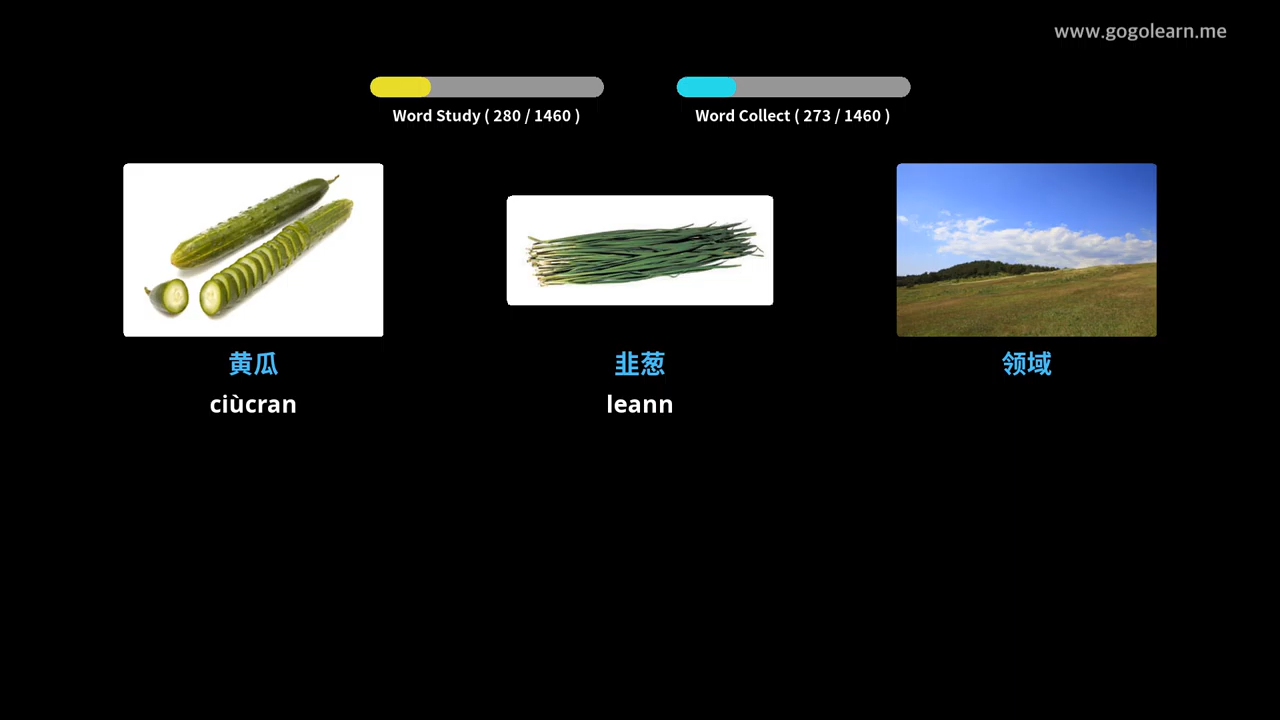 www.gogolearn.me
Word Study ( 280 / 1460 )
Word Collect ( 273 / 1460 )
黄瓜
韭葱
领域
ciùcran
leann